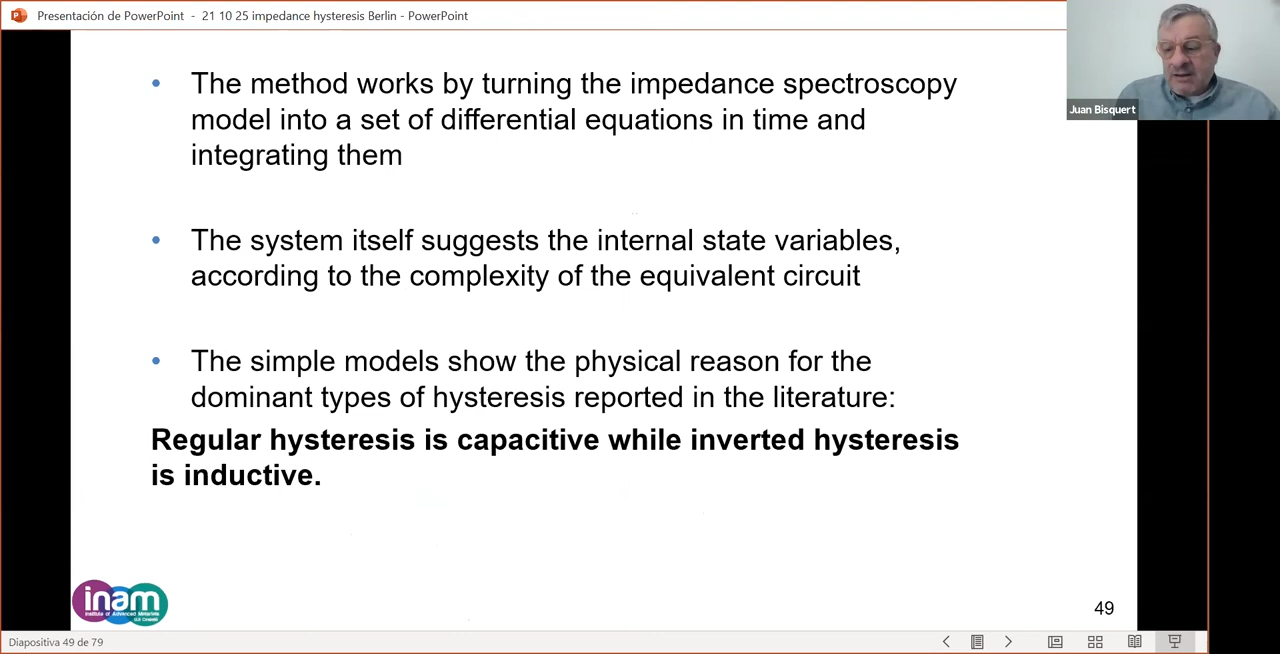 Presentación de PowerPoint - 21 10 25 impedance hysteresis Berlin - PowerPoint
Juan Bisquert
• The method works by turning the impedance spectroscopy
model into a set of differential equations in time and
integrating them
• The system itself suggests the internal state variables,
according to the complexity of the equivalent circuit
• The simple models show the physical reason for the
dominant types of hysteresis reported in the literature:
Regular hysteresis is capacitive while inverted hysteresis
is inductive.
inam
Institute of Advanced Materials
49
Diapositiva 49 de 79